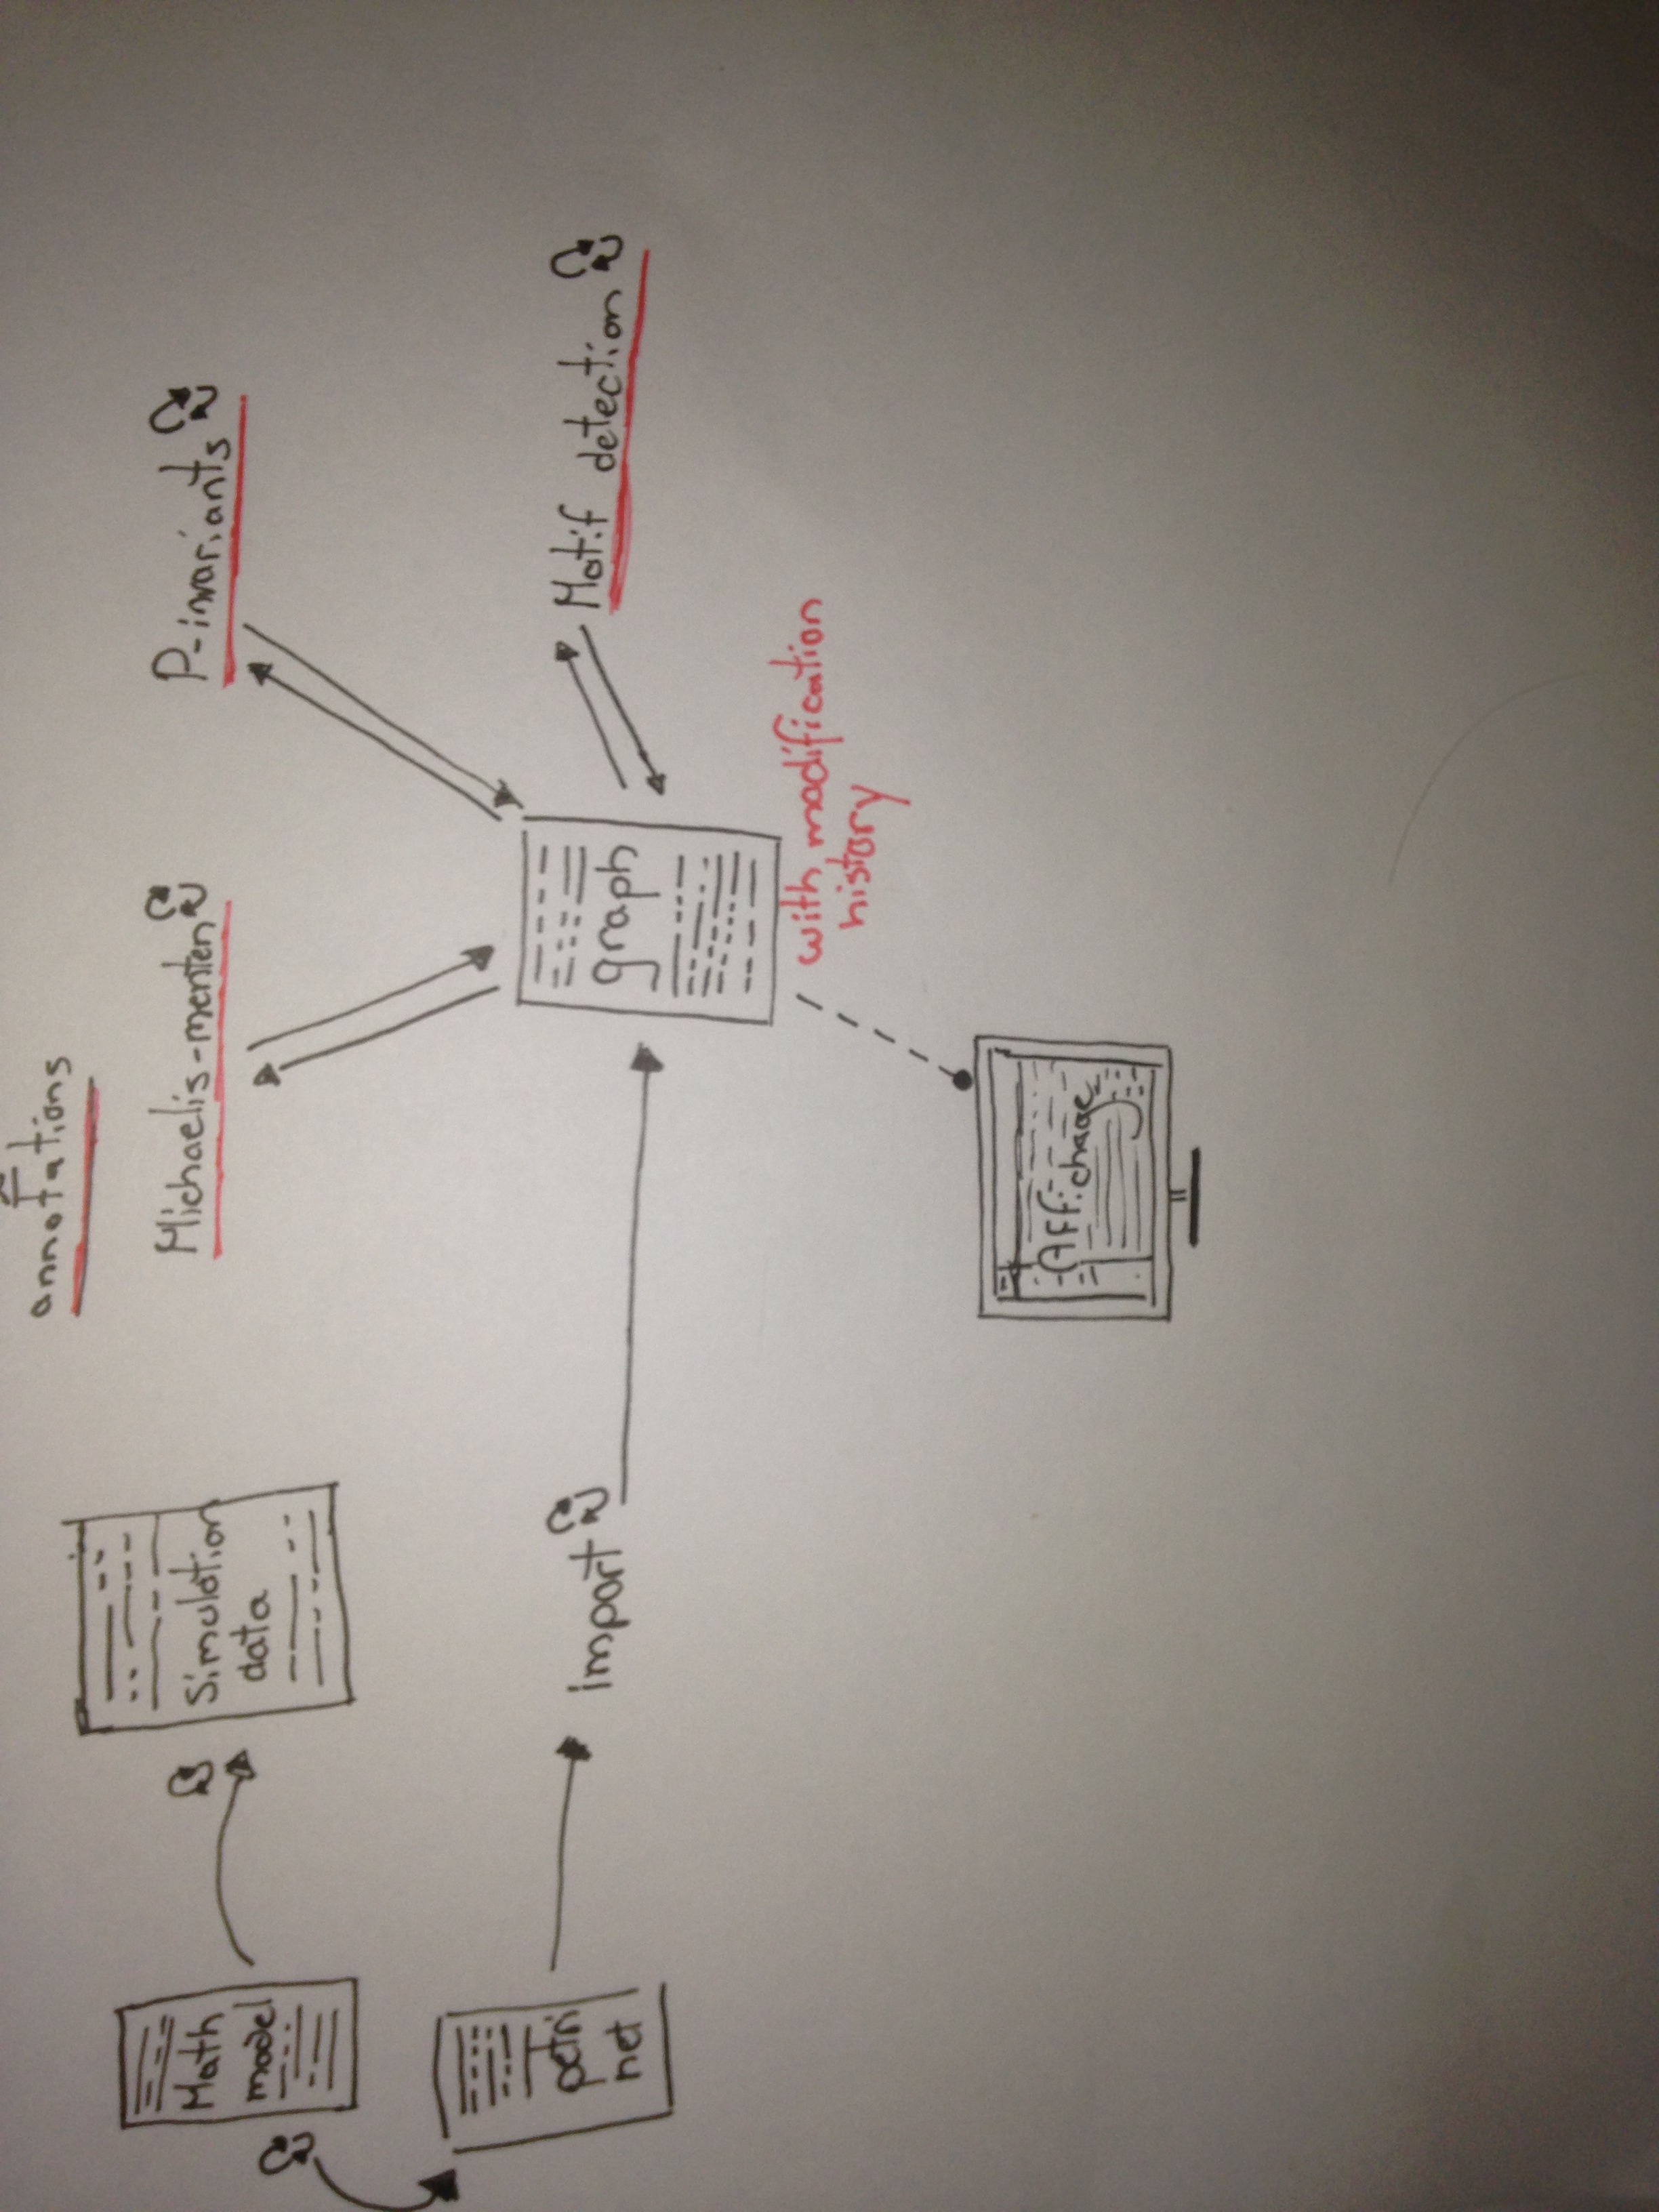 annotations
Michaelis-menten
P-invariants
Simulation
data
Math
model
petri
net
import
graph
Motif detection
with modification
history
Affichage